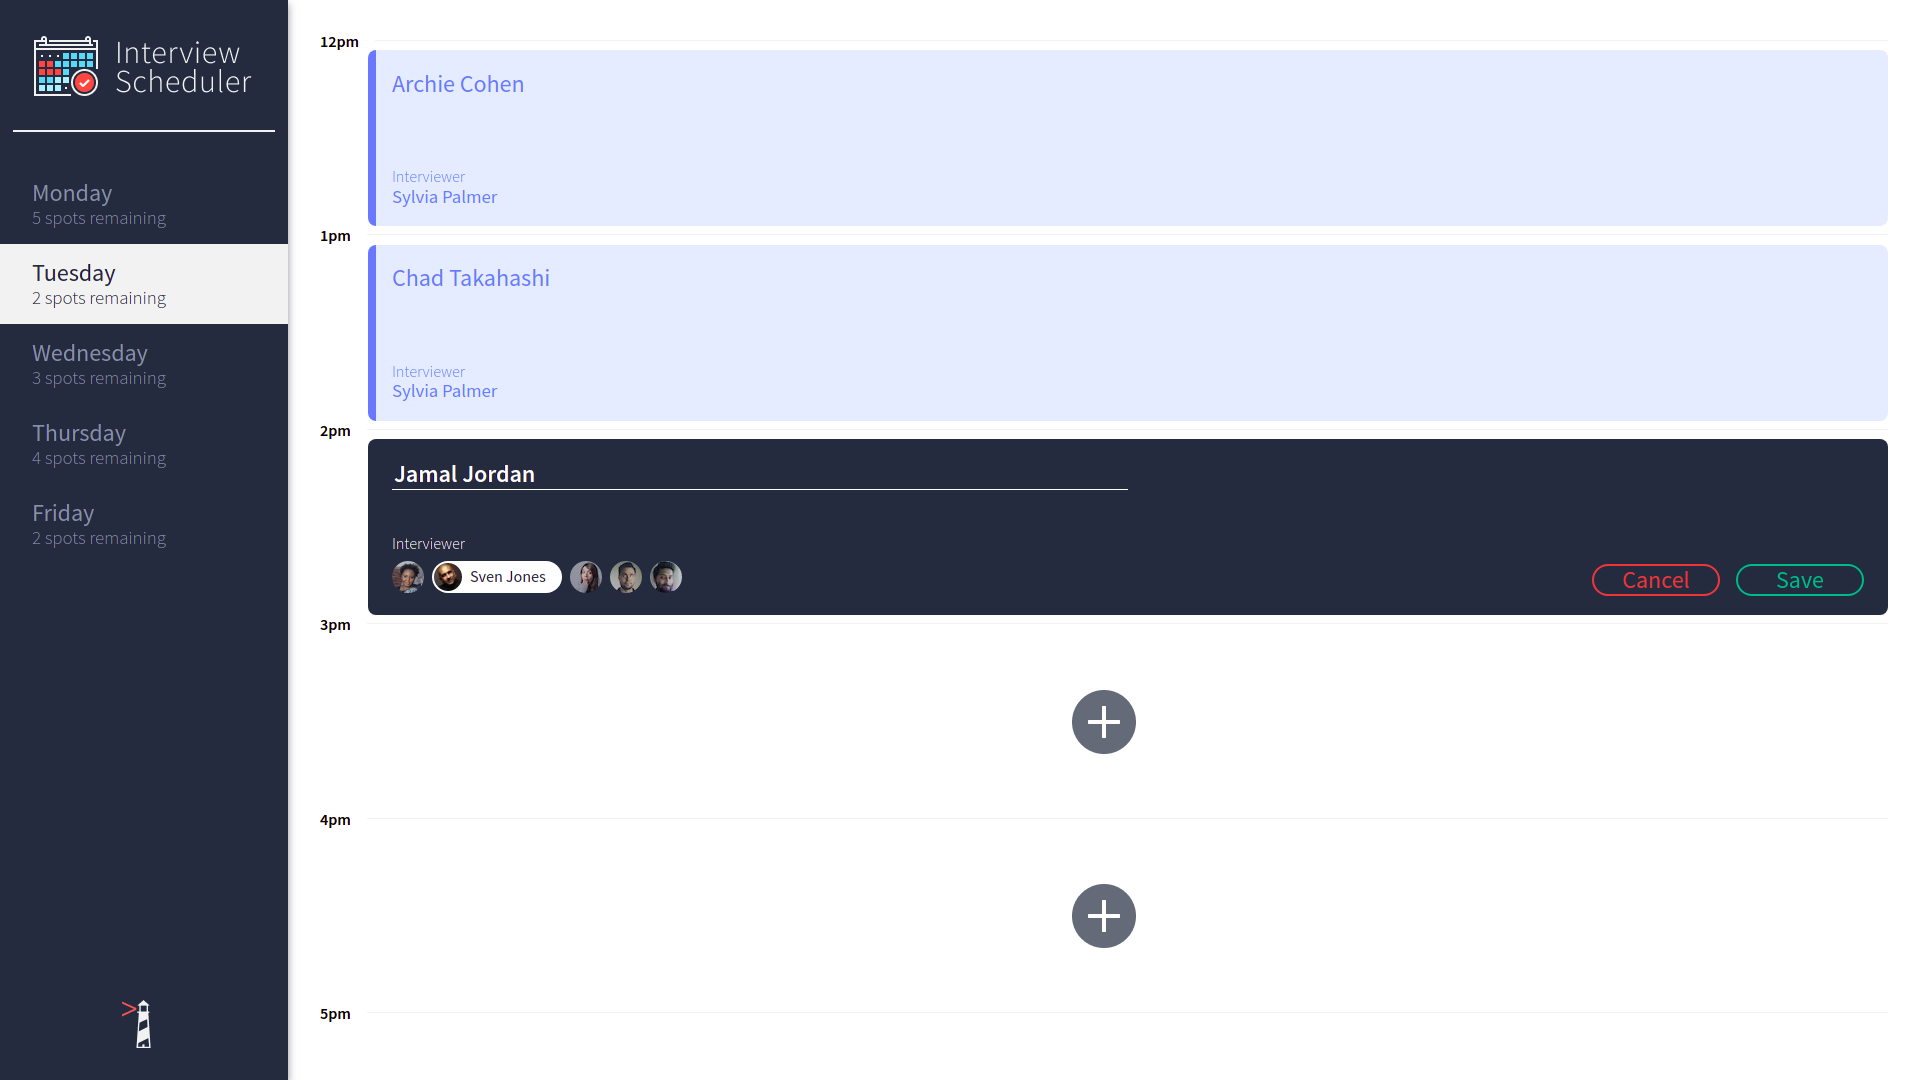 Interview
Scheduler
Monday
5 spots remaining
Tuesday
2 spots remaining
Wednesday
3 spots remaining
Thursday
4 spots remaining
Friday
2 spots remaining
12pm
Archie Cohen
Interviewer
Sylvia Palmer
1pm
Chad Takahashi
Interviewer
Sylvia Palmer
2pm
Jamal Jordan
Interviewer
Sven Jones
Cancel
Save
3pm
4pm
5pm